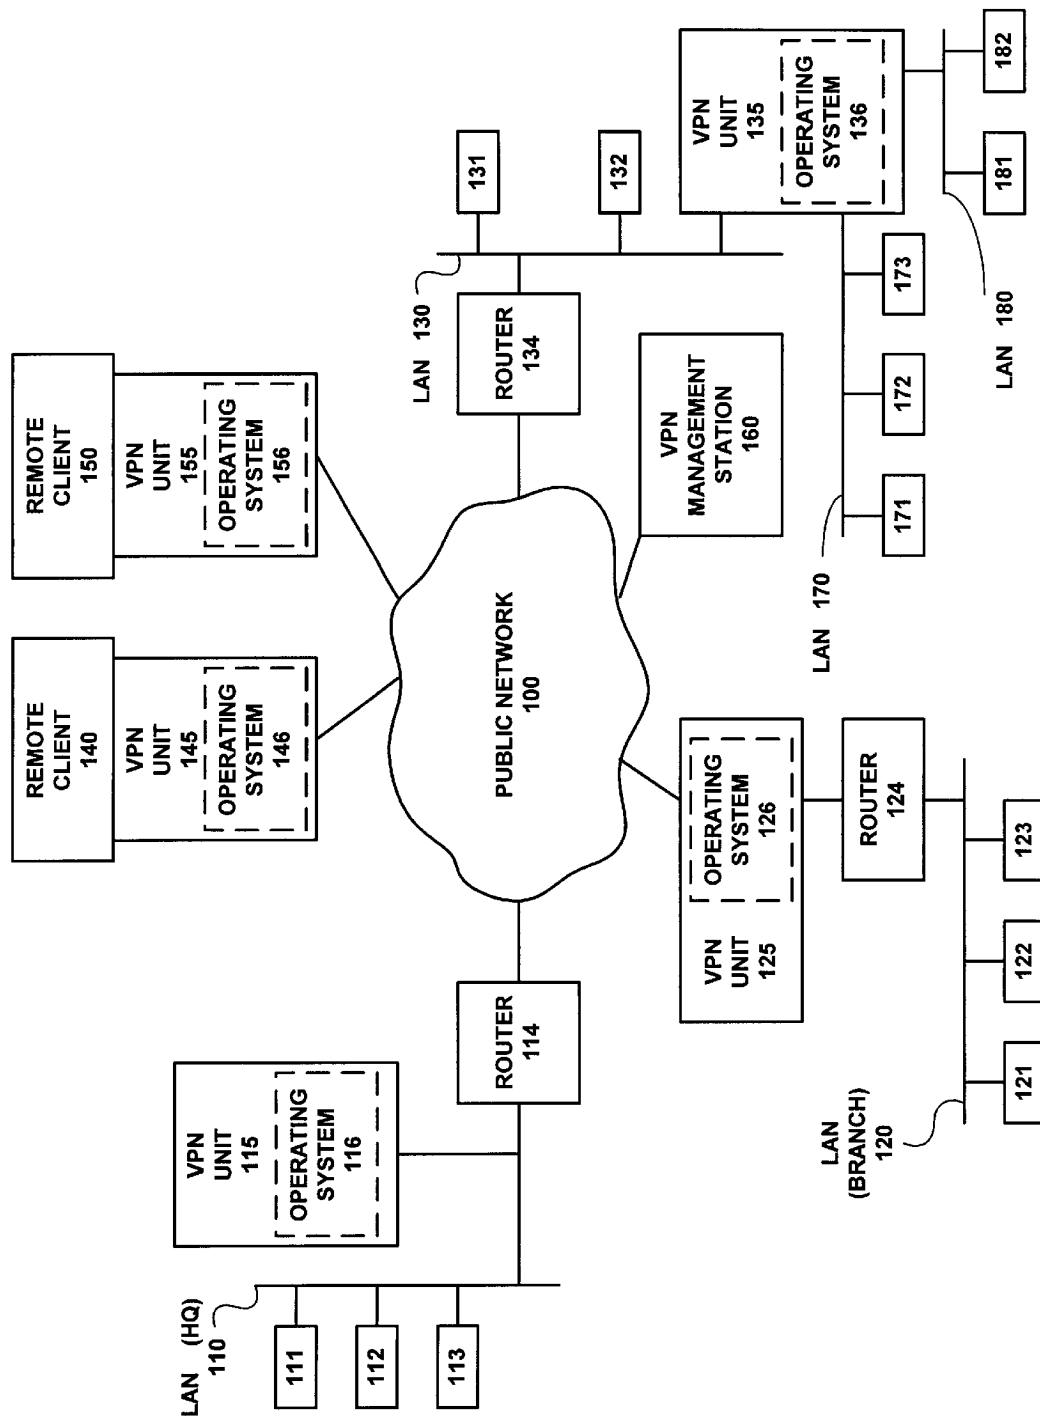 REMOTE
CLIENT
140
VPN
UNIT
145
OPERATING
SYSTEM
146
REMOTE
CLIENT
150
VPN
UNIT
155
OPERATING
SYSTEM
156
VPN
UNIT
115
OPERATING
SYSTEM
116
LAN (HQ)
110
111
112
113
ROUTER
114
PUBLIC NETWORK
100
LAN 130
131
132
ROUTER
134
VPN
UNIT
125
OPERATING
SYSTEM
126
ROUTER
124
LAN
(BRANCH)
120
121
122
123
VPN
MANAGEMENT
STATION
160
VPN
UNIT
135
OPERATING
SYSTEM
136
LAN 170
171
172
173
LAN 180
181
182